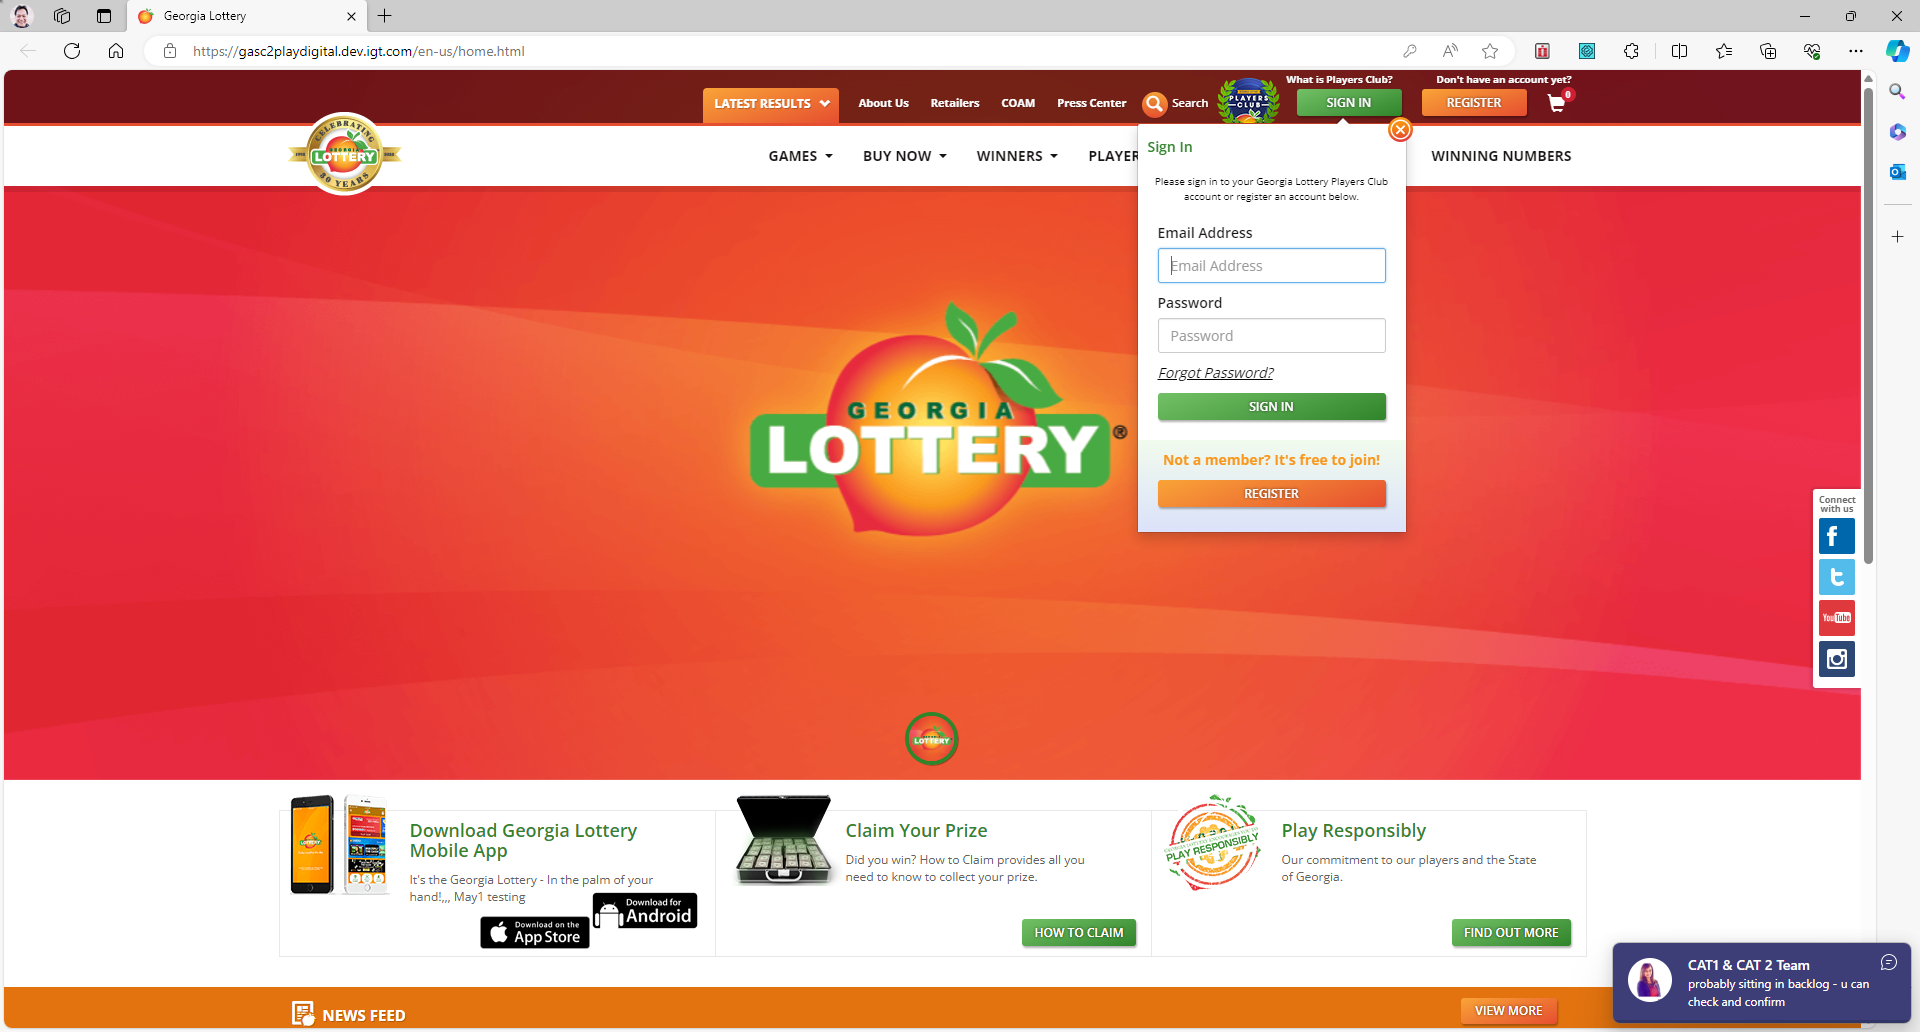 Georgia Lottery
https://gasc2playdigital.dev.igt.com/en-us/home.html
What is Players Club?
Don't have an account yet?
LATEST RESULTS
About Us
Retailers
COAM
Press Center
Search
PLAYERS
CLUB
SIGN IN
REGISTER
0
CELEBRATING
GEORGIA
LOTTERY
30 YEARS
GAMES
BUY NOW
WINNERS
PLAYER
WINNING NUMBERS
Sign In
Please sign in to your Georgia Lottery Players Club
account or register an account below.
Email Address
Email Address
Password
Password
Forgot Password?
SIGN IN
Not a member? It's free to join!
REGISTER
GEORGIA
LOTTERY®
Connect
with us
f
t
YouTube
LOTTERY
LOTTERY
Download Georgia Lottery
Mobile App
It's the Georgia Lottery - In the palm of your
hand!,,, May1 testing
Download on the
App Store
Download for
Android
Claim Your Prize
Did you win? How to Claim provides all you
need to know to collect your prize.
HOW TO CLAIM
PLAY RESPONSIBLY
Play Responsibly
Our commitment to our players and the State
of Georgia.
FIND OUT MORE
NEWS FEED
VIEW MORE
CAT1 & CAT 2 Team
probably sitting in backlog - u can
check and confirm